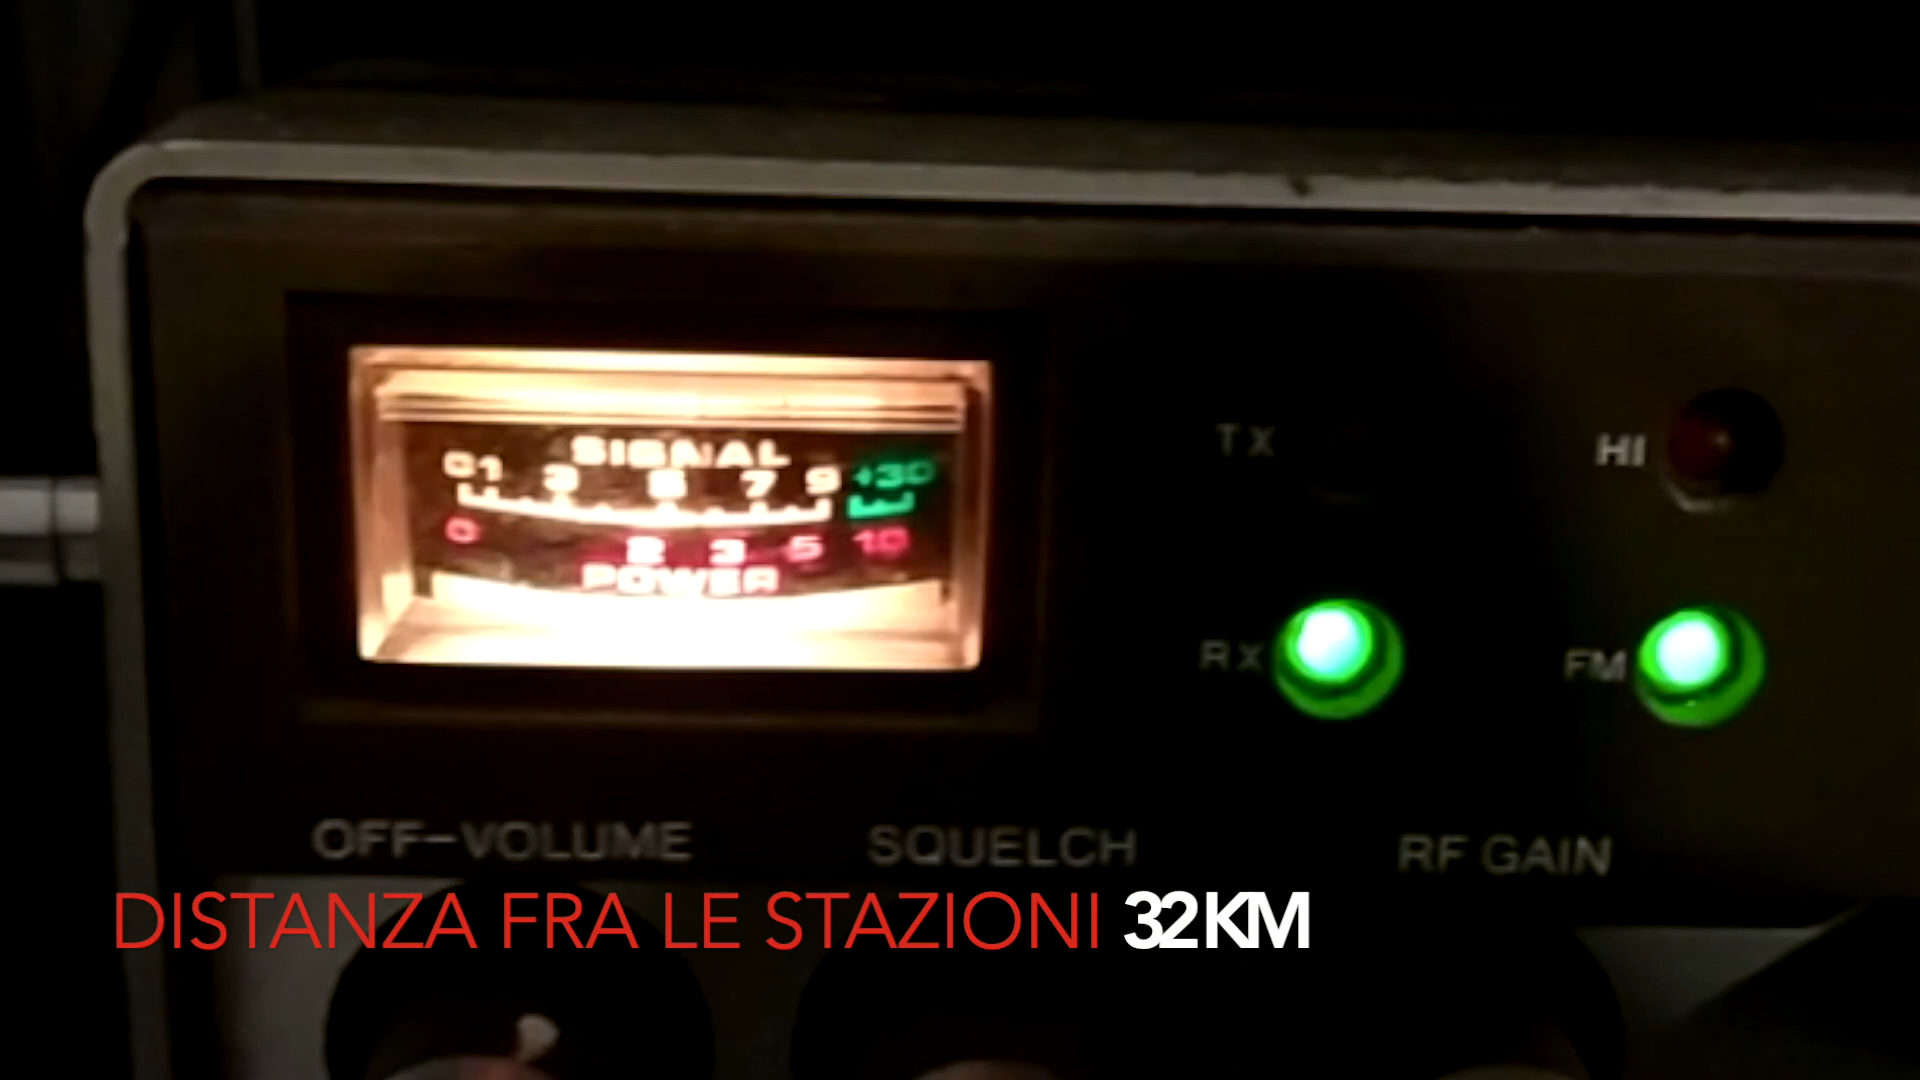 SIGNAL
0 1 3 5 7 9 +30
0 2 3 5 10
POWER
TX
HI
RX
FM
OFF-VOLUME SQUELCH RF GAIN
DISTANZA FRA LE STAZIONI 32KM